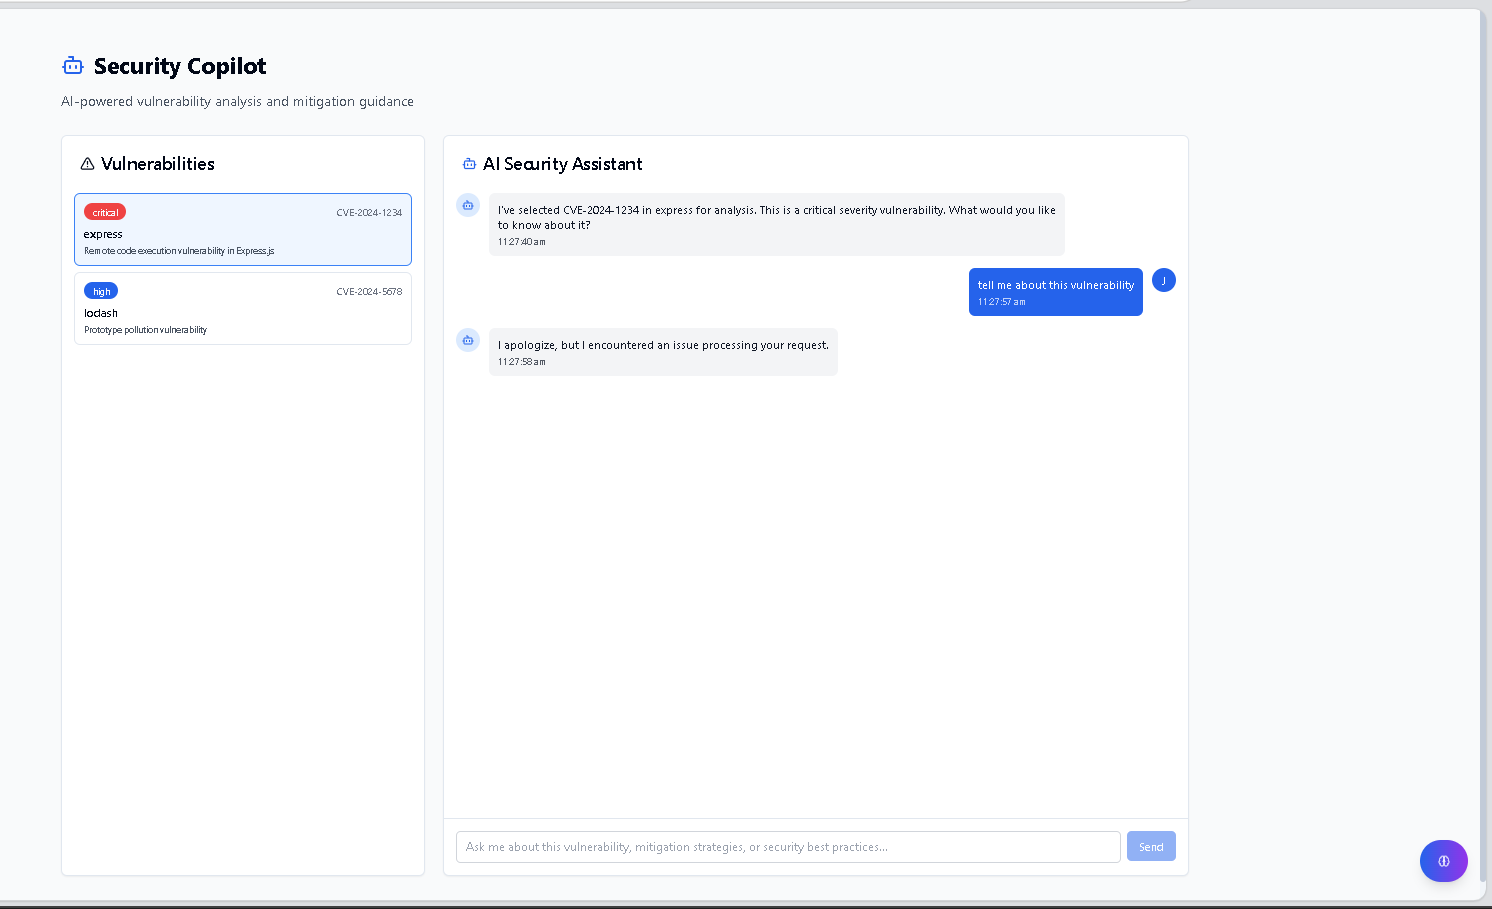 Security Copilot
AI-powered vulnerability analysis and mitigation guidance
Vulnerabilities
critical
CVE-2024-1234
express
Remote code execution vulnerability in Express.js
high
CVE-2024-5678
lodash
Prototype pollution vulnerability
AI Security Assistant
I've selected CVE-2024-1234 in express for analysis. This is a critical severity vulnerability. What would you like
to know about it?
11:27:40 am
tell me about this vulnerability
11:27:57 am
J
I apologize, but I encountered an issue processing your request.
11:27:58 am
Ask me about this vulnerability, mitigation strategies, or security best practices...
Send